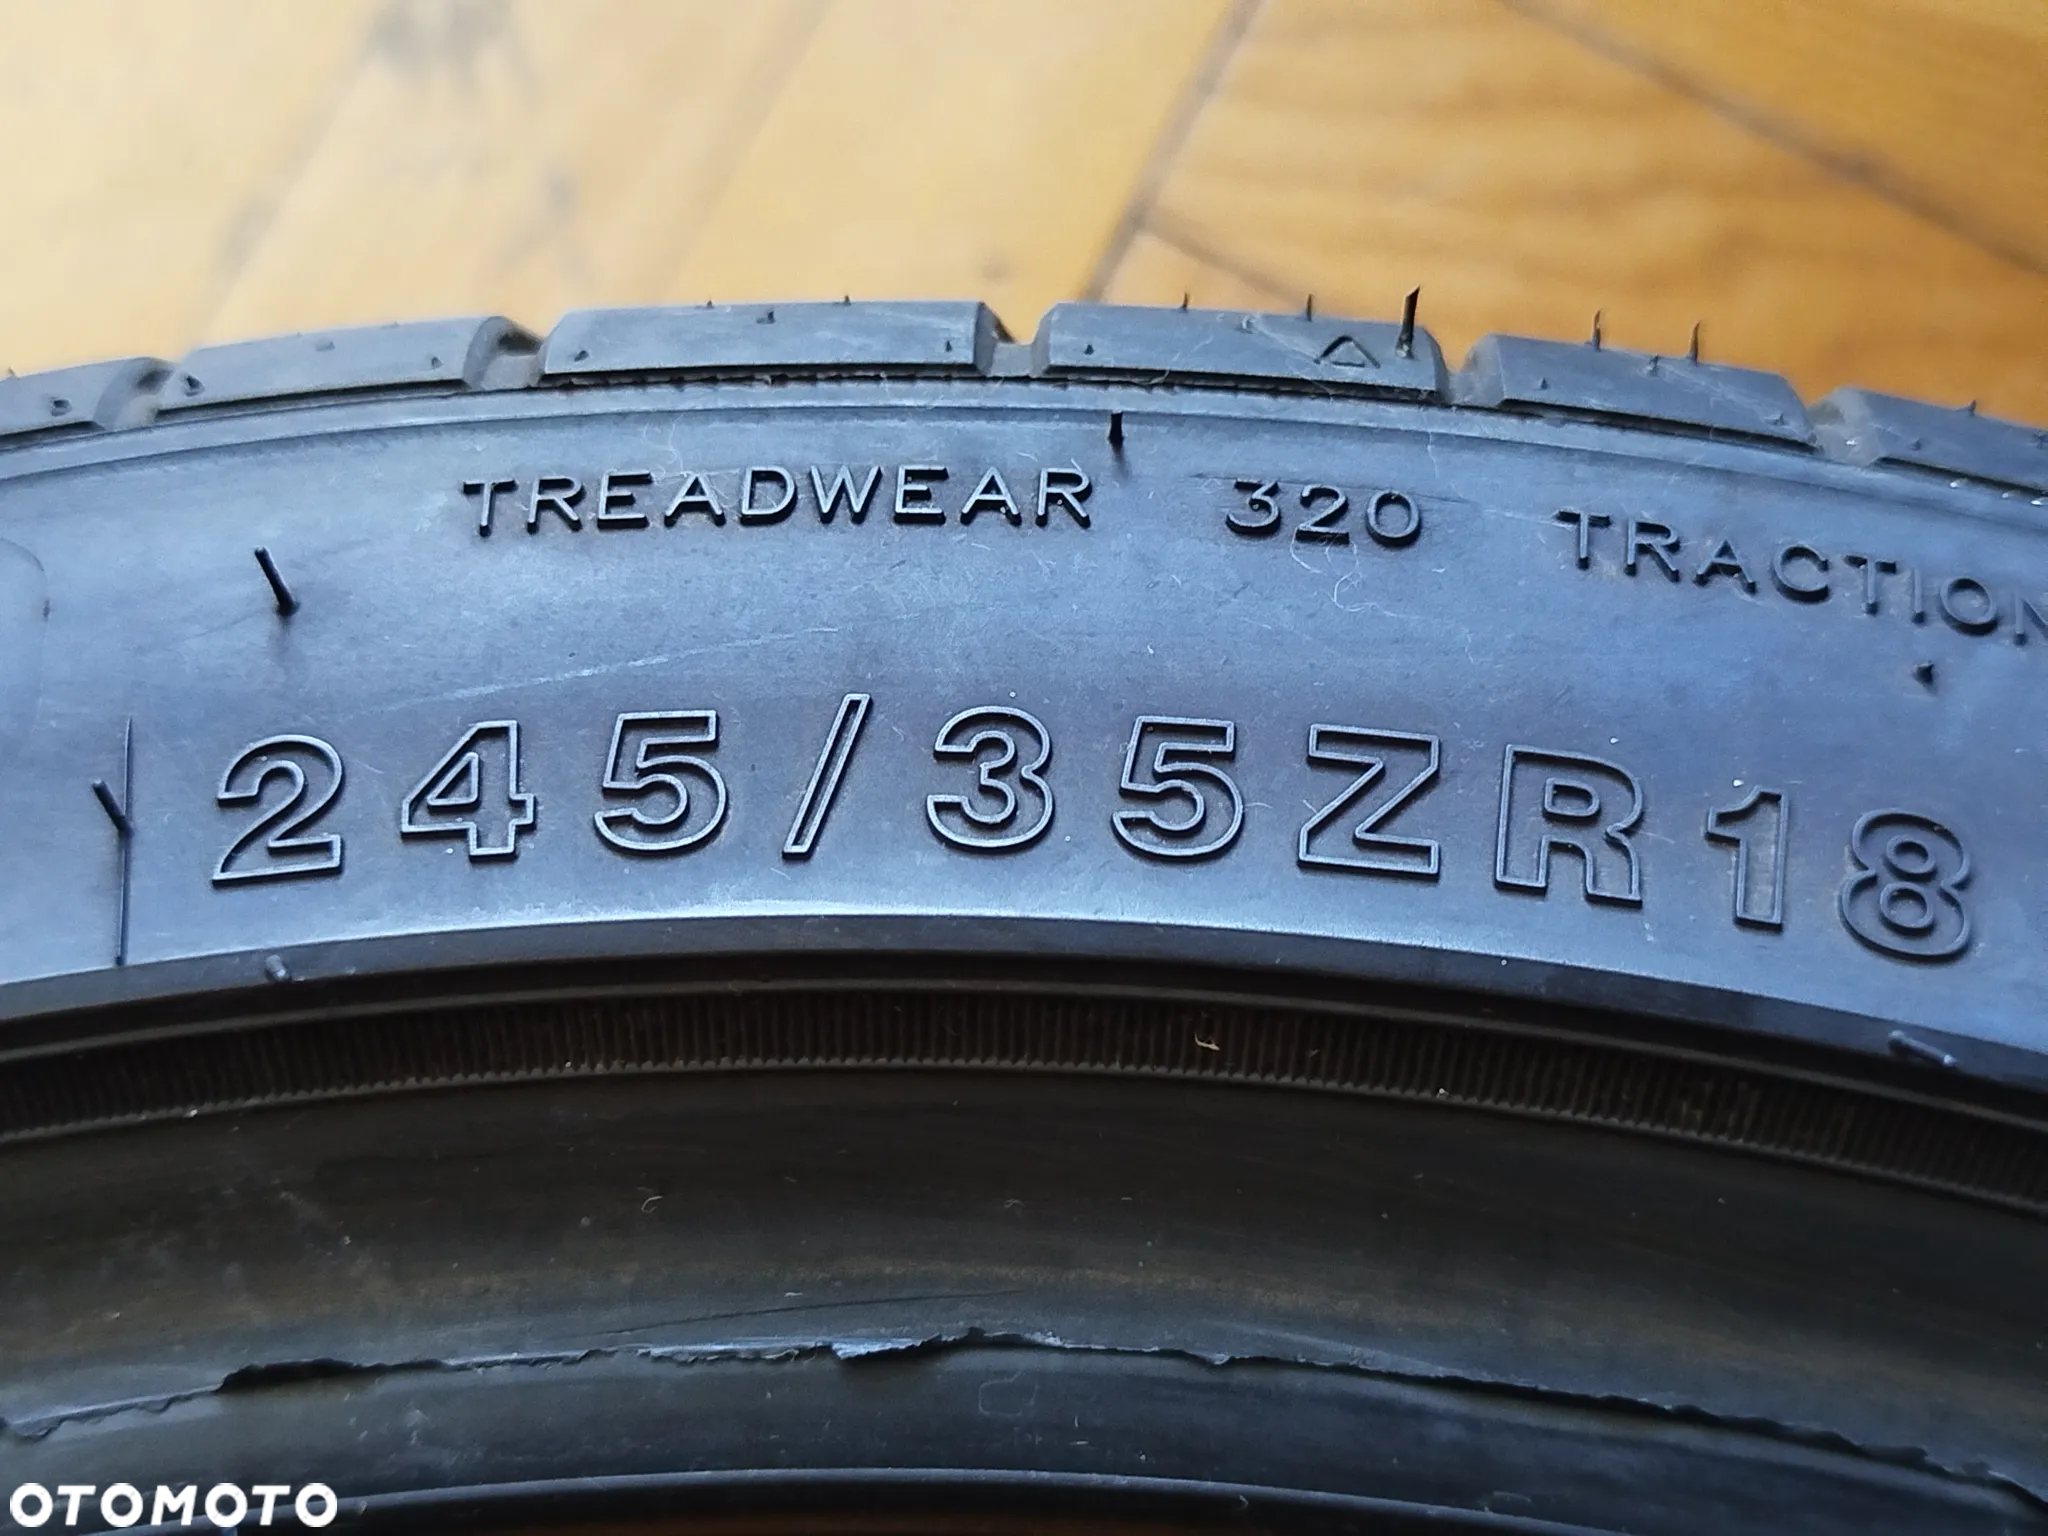 TREADWEAR 320 TRACTION
245/35ZR18
OTOMOTO